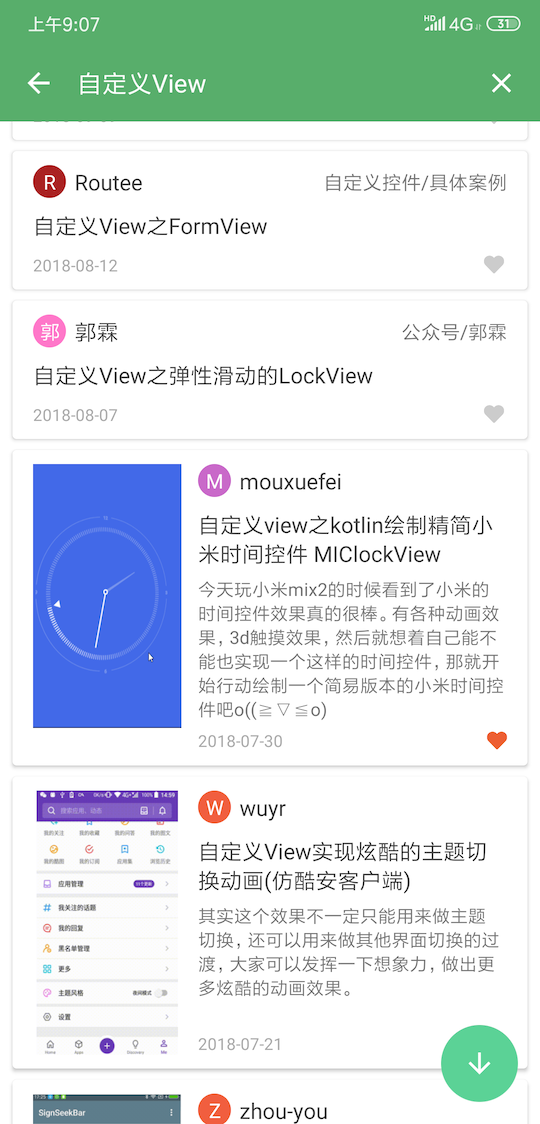 上午9:07
HD 4G 31
自定义View
R Routee
自定义控件/具体案例
自定义View之FormView
2018-08-12
郭 郭霖
公众号/郭霖
自定义View之弹性滑动的LockView
2018-08-07
M mouxuefei
自定义view之kotlin绘制精简小
米时间控件 MIClockView
今天玩小米mix2的时候看到了小米的
时间控件效果真的很棒。有各种动画效
果，3d触摸效果，然后就想着自己能不
能也实现一个这样的时间控件，那就开
始行动绘制一个简易版本的小米时间控
件吧o((≧▽≦o)
2018-07-30
14:59
搜索应用、动态
我的关注 我的收藏 我的问答 我的图文
我的酷图 我的订阅 应用集 浏览历史
应用管理
我关注的话题
我的回复
黑名单管理
更多
主题风格 夜间模式
设置
Home Apps Discovery Me
W wuyr
自定义View实现炫酷的主题切
换动画(仿酷安客户端)
其实这个效果不一定只能用来做主题
切换，还可以用来做其他界面切换的过
渡，大家可以发挥一下想象力，做出更
多炫酷的动画效果。
2018-07-21
SignSeekBar
Z zhou-you